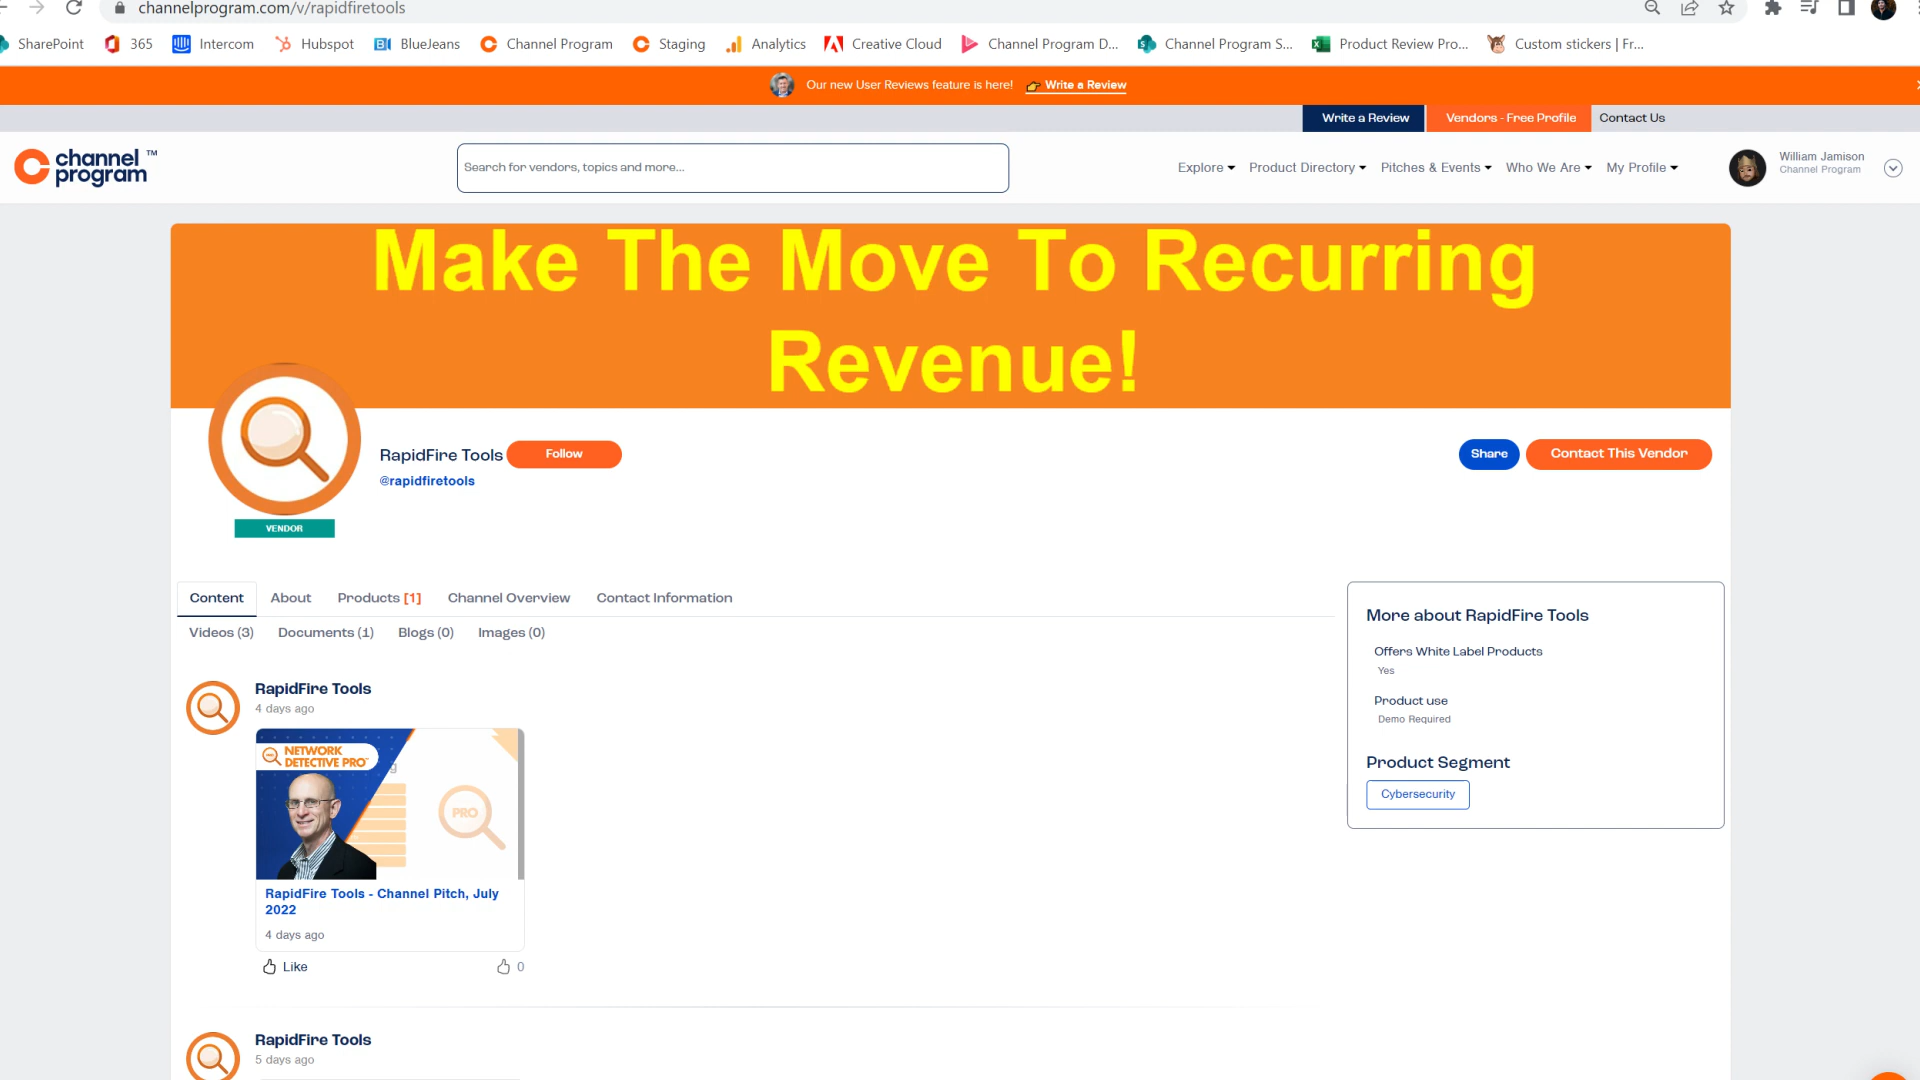 channelprogram.com/v/rapidfiretools
SharePoint 365 Intercom Hubspot BlueJeans Channel Program Staging Analytics Creative Cloud Channel Program D... Channel Program S... Product Review Pro... Custom stickers | Fr...
Our new User Reviews feature is here! Write a Review
Write a Review Vendors - Free Profile Contact Us
channel program ™
Search for vendors, topics and more...
Explore Product Directory Pitches & Events Who We Are My Profile
William Jamison
Channel Program
Make The Move To Recurring
Revenue!
RapidFire Tools Follow
@rapidfiretools
Share Contact This Vendor
VENDOR
Content About Products [1] Channel Overview Contact Information
Videos (3) Documents (1) Blogs (0) Images (0)
RapidFire Tools
4 days ago
NETWORK
DETECTIVE PRO
PRO
RapidFire Tools - Channel Pitch, July
2022
4 days ago
Like 0
RapidFire Tools
5 days ago
More about RapidFire Tools
Offers White Label Products
Yes
Product use
Demo Required
Product Segment
Cybersecurity